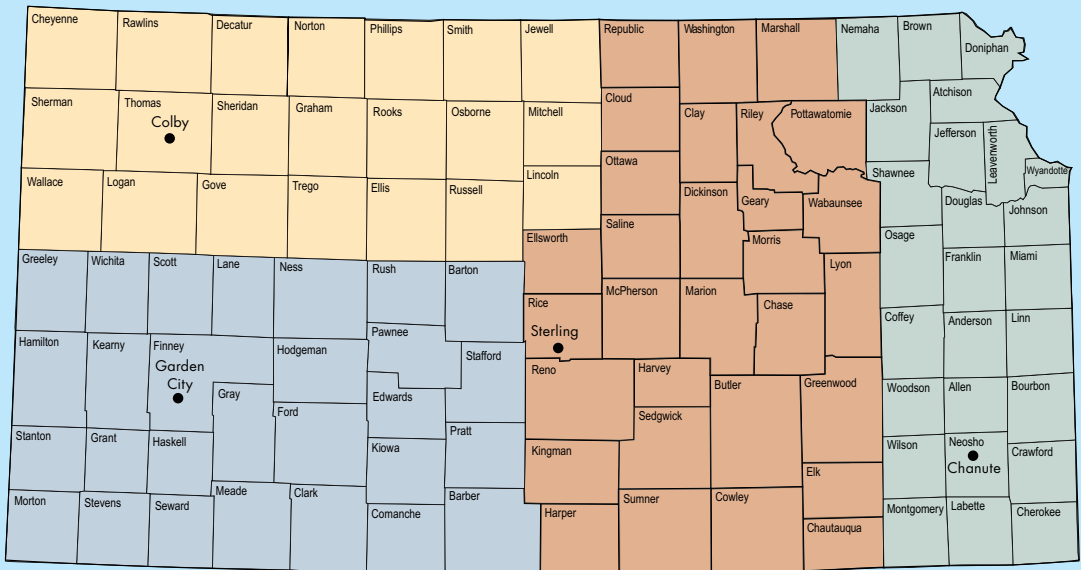 Cheyenne
Rawlins
Decatur
Norton
Phillips
Smith
Jewell
Republic
Washington
Marshall
Nemaha
Brown
Doniphan
Sherman
Thomas
Colby
Sheridan
Graham
Rooks
Osborne
Mitchell
Cloud
Clay
Riley
Pottawatomie
Jackson
Atchison
Jefferson
Leavenworth
Wyandotte
Wallace
Logan
Gove
Trego
Ellis
Russell
Lincoln
Ottawa
Dickinson
Geary
Wabaunsee
Shawnee
Douglas
Johnson
Greeley
Wichita
Scott
Lane
Ness
Rush
Barton
Ellsworth
Saline
Morris
Lyon
Osage
Franklin
Miami
Hamilton
Kearny
Finney
Garden
City
Hodgeman
Pawnee
Stafford
Rice
Sterling
McPherson
Marion
Chase
Coffey
Anderson
Linn
Gray
Ford
Edwards
Reno
Harvey
Butler
Greenwood
Woodson
Allen
Bourbon
Stanton
Grant
Haskell
Kiowa
Pratt
Kingman
Sedgwick
Elk
Wilson
Neosho
Chanute
Crawford
Morton
Stevens
Seward
Meade
Clark
Comanche
Barber
Harper
Sumner
Cowley
Chautauqua
Montgomery
Labette
Cherokee